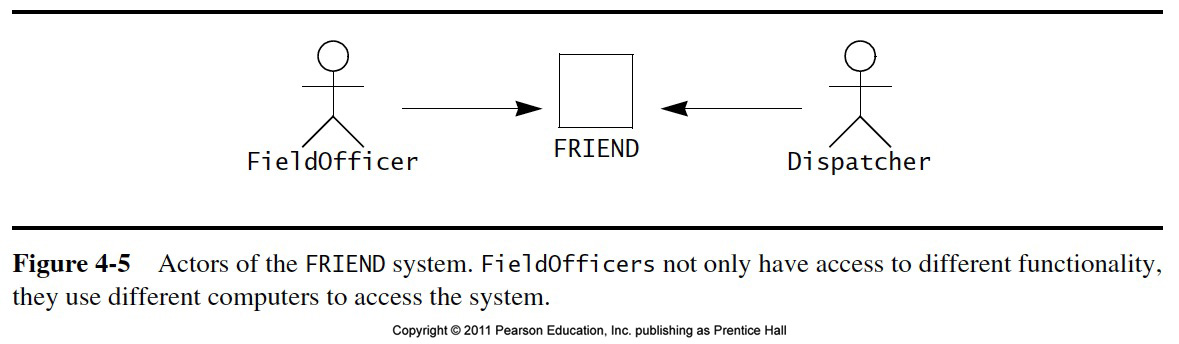 FieldOfficer
FRIEND
Dispatcher
Figure 4-5 Actors of the FRIEND system. FieldOfficers not only have access to different functionality,
they use different computers to access the system.
Copyright © 2011 Pearson Education, Inc. publishing as Prentice Hall